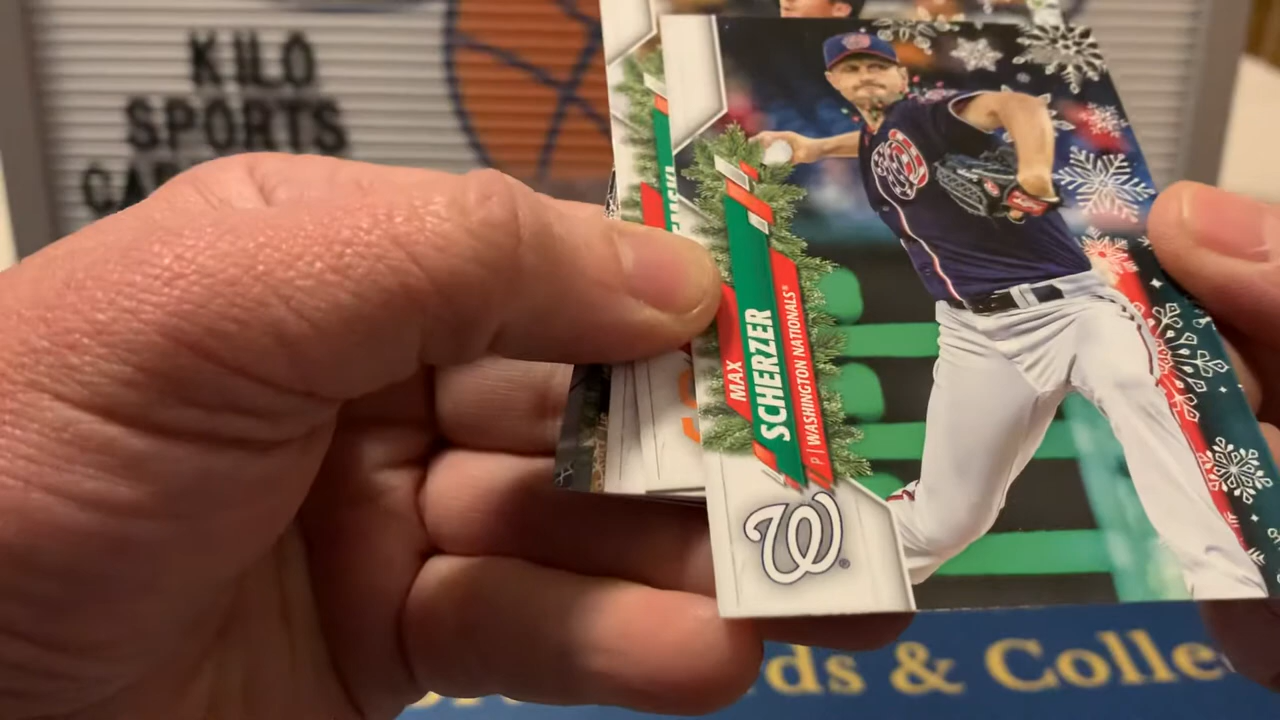 KILO
SPORTS
MAX
SCHERZER
P | WASHINGTON NATIONALS®
W®
ds & Colle